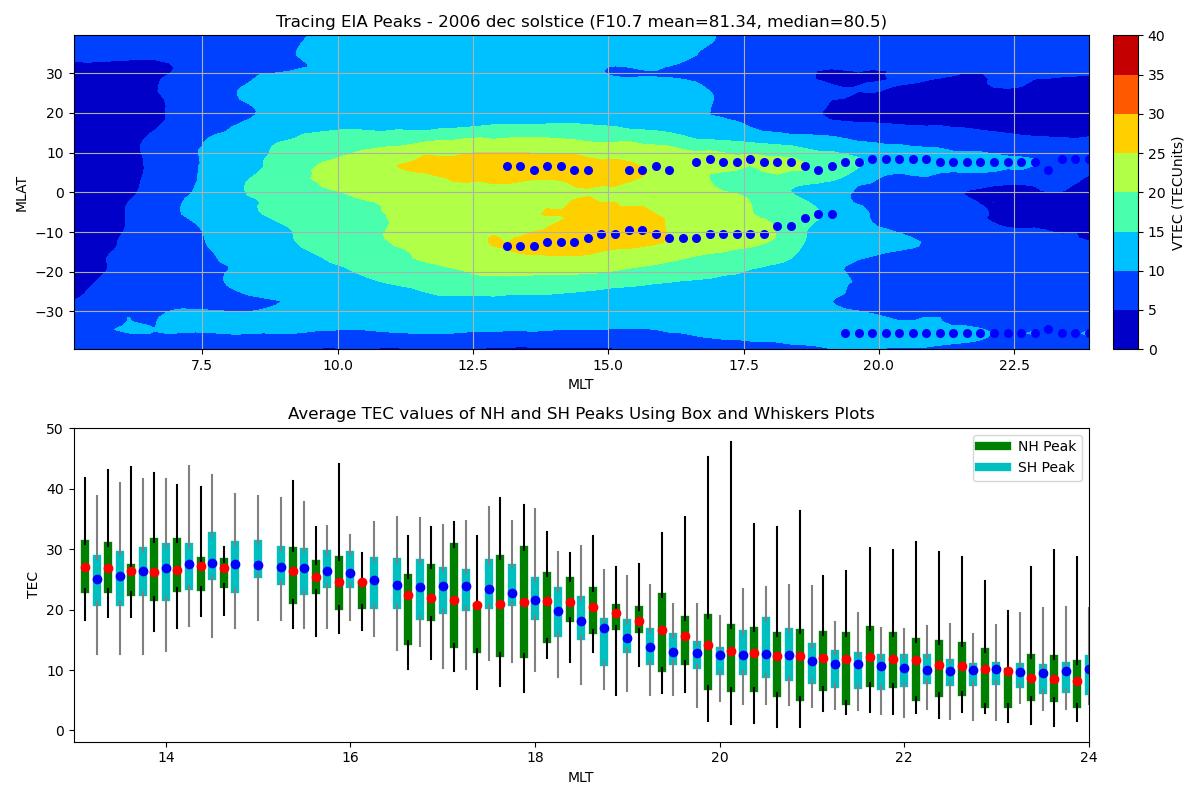 Tracing EIA Peaks - 2006 dec solstice (F10.7 mean=81.34, median=80.5)
30
20
10
0
−10
−20
−30
MLAT
7.5 10.0 12.5 15.0 17.5 20.0 22.5
MLT
40
35
30
25
20
15
10
5
0
VTEC (TECUnits)
Average TEC values of NH and SH Peaks Using Box and Whiskers Plots
50
40
30
20
10
0
TEC
NH Peak
SH Peak
14 16 18 20 22 24
MLT